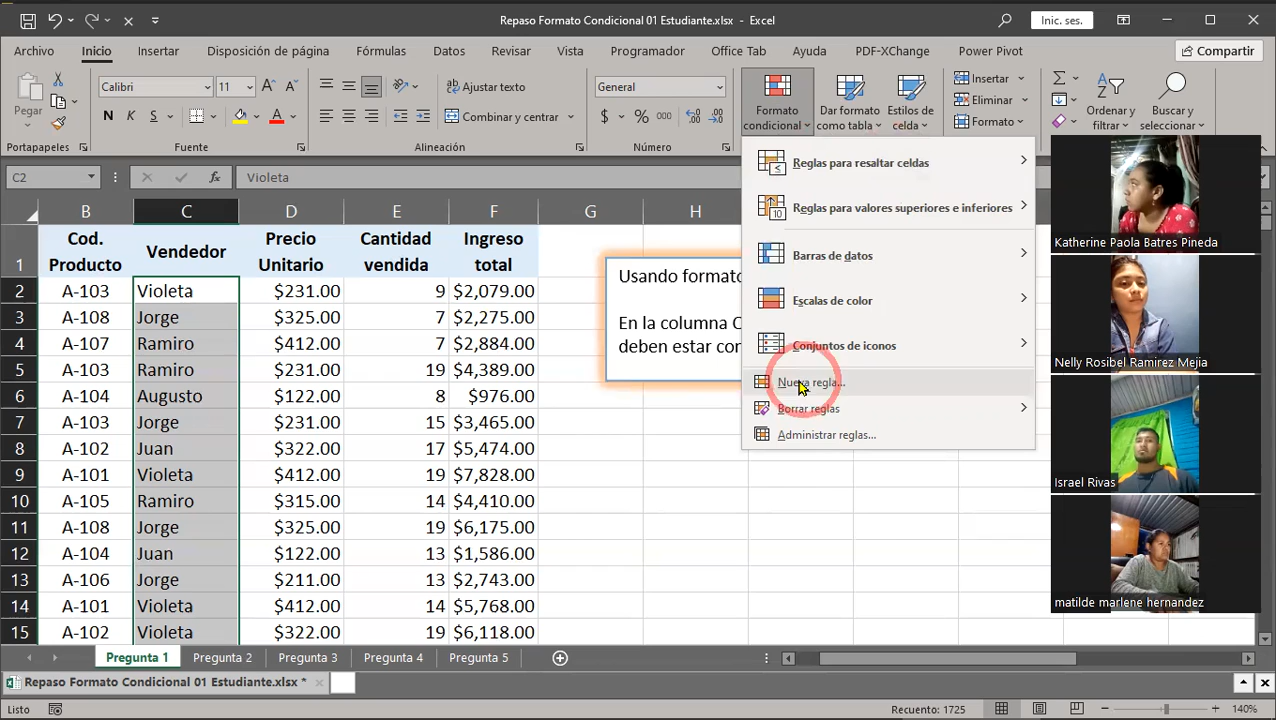 Repaso Formato Condicional 01 Estudiante.xlsx - Excel
Inic. ses.
Archivo Inicio Insertar Disposición de página Fórmulas Datos Revisar Vista Programador Office Tab Ayuda PDF-XChange Power Pivot Compartir
Pegar
Calibri 11
N K S
Ajustar texto
Combinar y centrar
General
$ % 000
Formato condicional
Dar formato como tabla
Estilos de celda
Insertar
Eliminar
Formato
Ordenar y filtrar
Buscar y seleccionar
Portapapeles Fuente Alineación Número
C2 fx Violeta
Reglas para resaltar celdas
Reglas para valores superiores e inferiores
Barras de datos
Escalas de color
Conjuntos de iconos
Nueva regla...
Borrar reglas
Administrar reglas...
B C D E F G H
1 Cod. Producto Vendedor Precio Unitario Cantidad vendida Ingreso total
2 A-103 Violeta $231.00 9 $2,079.00
3 A-108 Jorge $325.00 7 $2,275.00
4 A-107 Ramiro $412.00 7 $2,884.00
5 A-103 Ramiro $231.00 19 $4,389.00
6 A-104 Augusto $122.00 8 $976.00
7 A-103 Jorge $231.00 15 $3,465.00
8 A-102 Juan $322.00 17 $5,474.00
9 A-101 Violeta $412.00 19 $7,828.00
10 A-105 Ramiro $315.00 14 $4,410.00
11 A-108 Jorge $325.00 19 $6,175.00
12 A-104 Juan $122.00 13 $1,586.00
13 A-106 Jorge $211.00 13 $2,743.00
14 A-101 Violeta $412.00 14 $5,768.00
15 A-102 Violeta $322.00 19 $6,118.00
Usando formato
En la columna
deben estar
Katherine Paola Batres Pineda
Nelly Rosibel Ramirez Mejia
Israel Rivas
matilde marlene hernandez
Pregunta 1 Pregunta 2 Pregunta 3 Pregunta 4 Pregunta 5
Repaso Formato Condicional 01 Estudiante.xlsx *
Listo
Recuento: 1725
140%